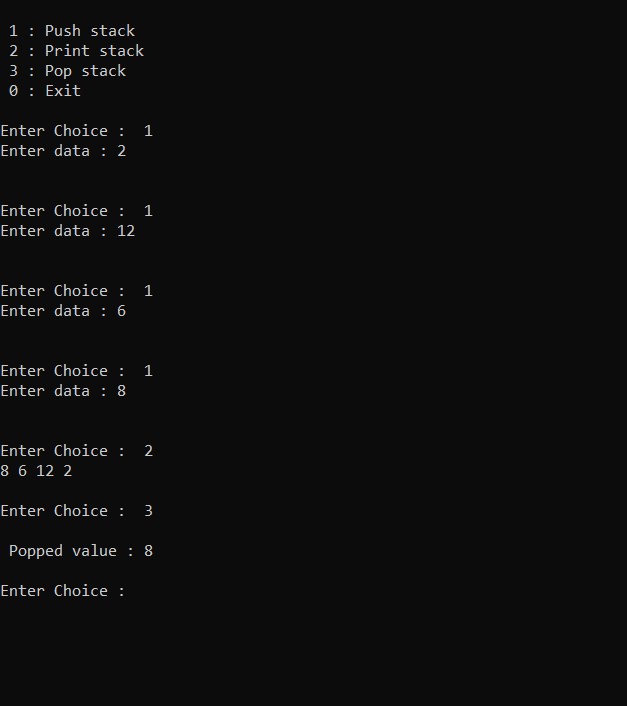 1 : Push stack
2 : Print stack
3 : Pop stack
0 : Exit
Enter Choice :  1
Enter data : 2
Enter Choice :  1
Enter data : 12
Enter Choice :  1
Enter data : 6
Enter Choice :  1
Enter data : 8
Enter Choice :  2
8 6 12 2
Enter Choice :  3
Popped value : 8
Enter Choice :